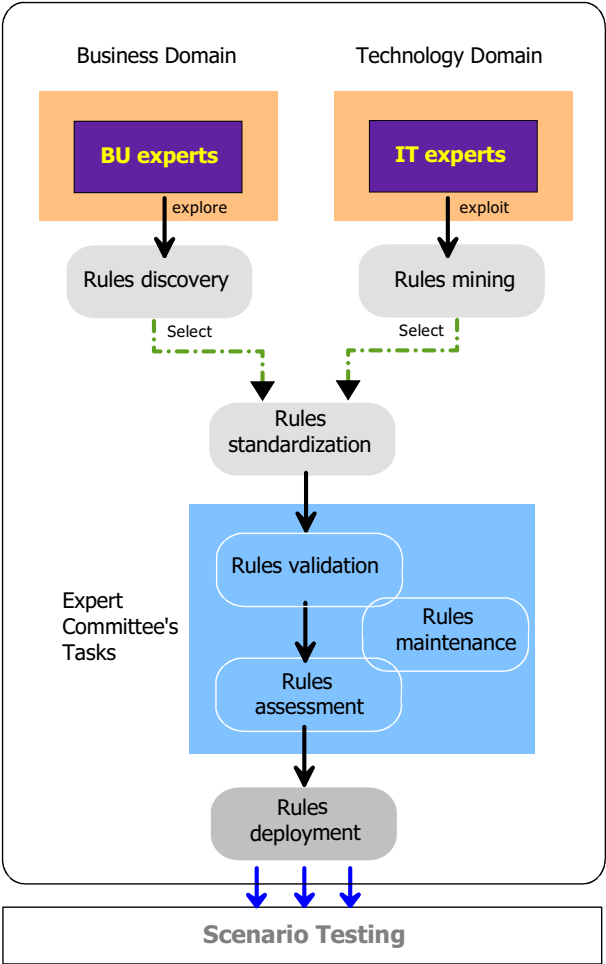 Business Domain
Technology Domain
BU experts
IT experts
explore
exploit
Rules discovery
Rules mining
Select
Select
Rules
standardization
Rules validation
Expert
Committee's
Tasks
Rules
maintenance
Rules
assessment
Rules
deployment
Scenario Testing